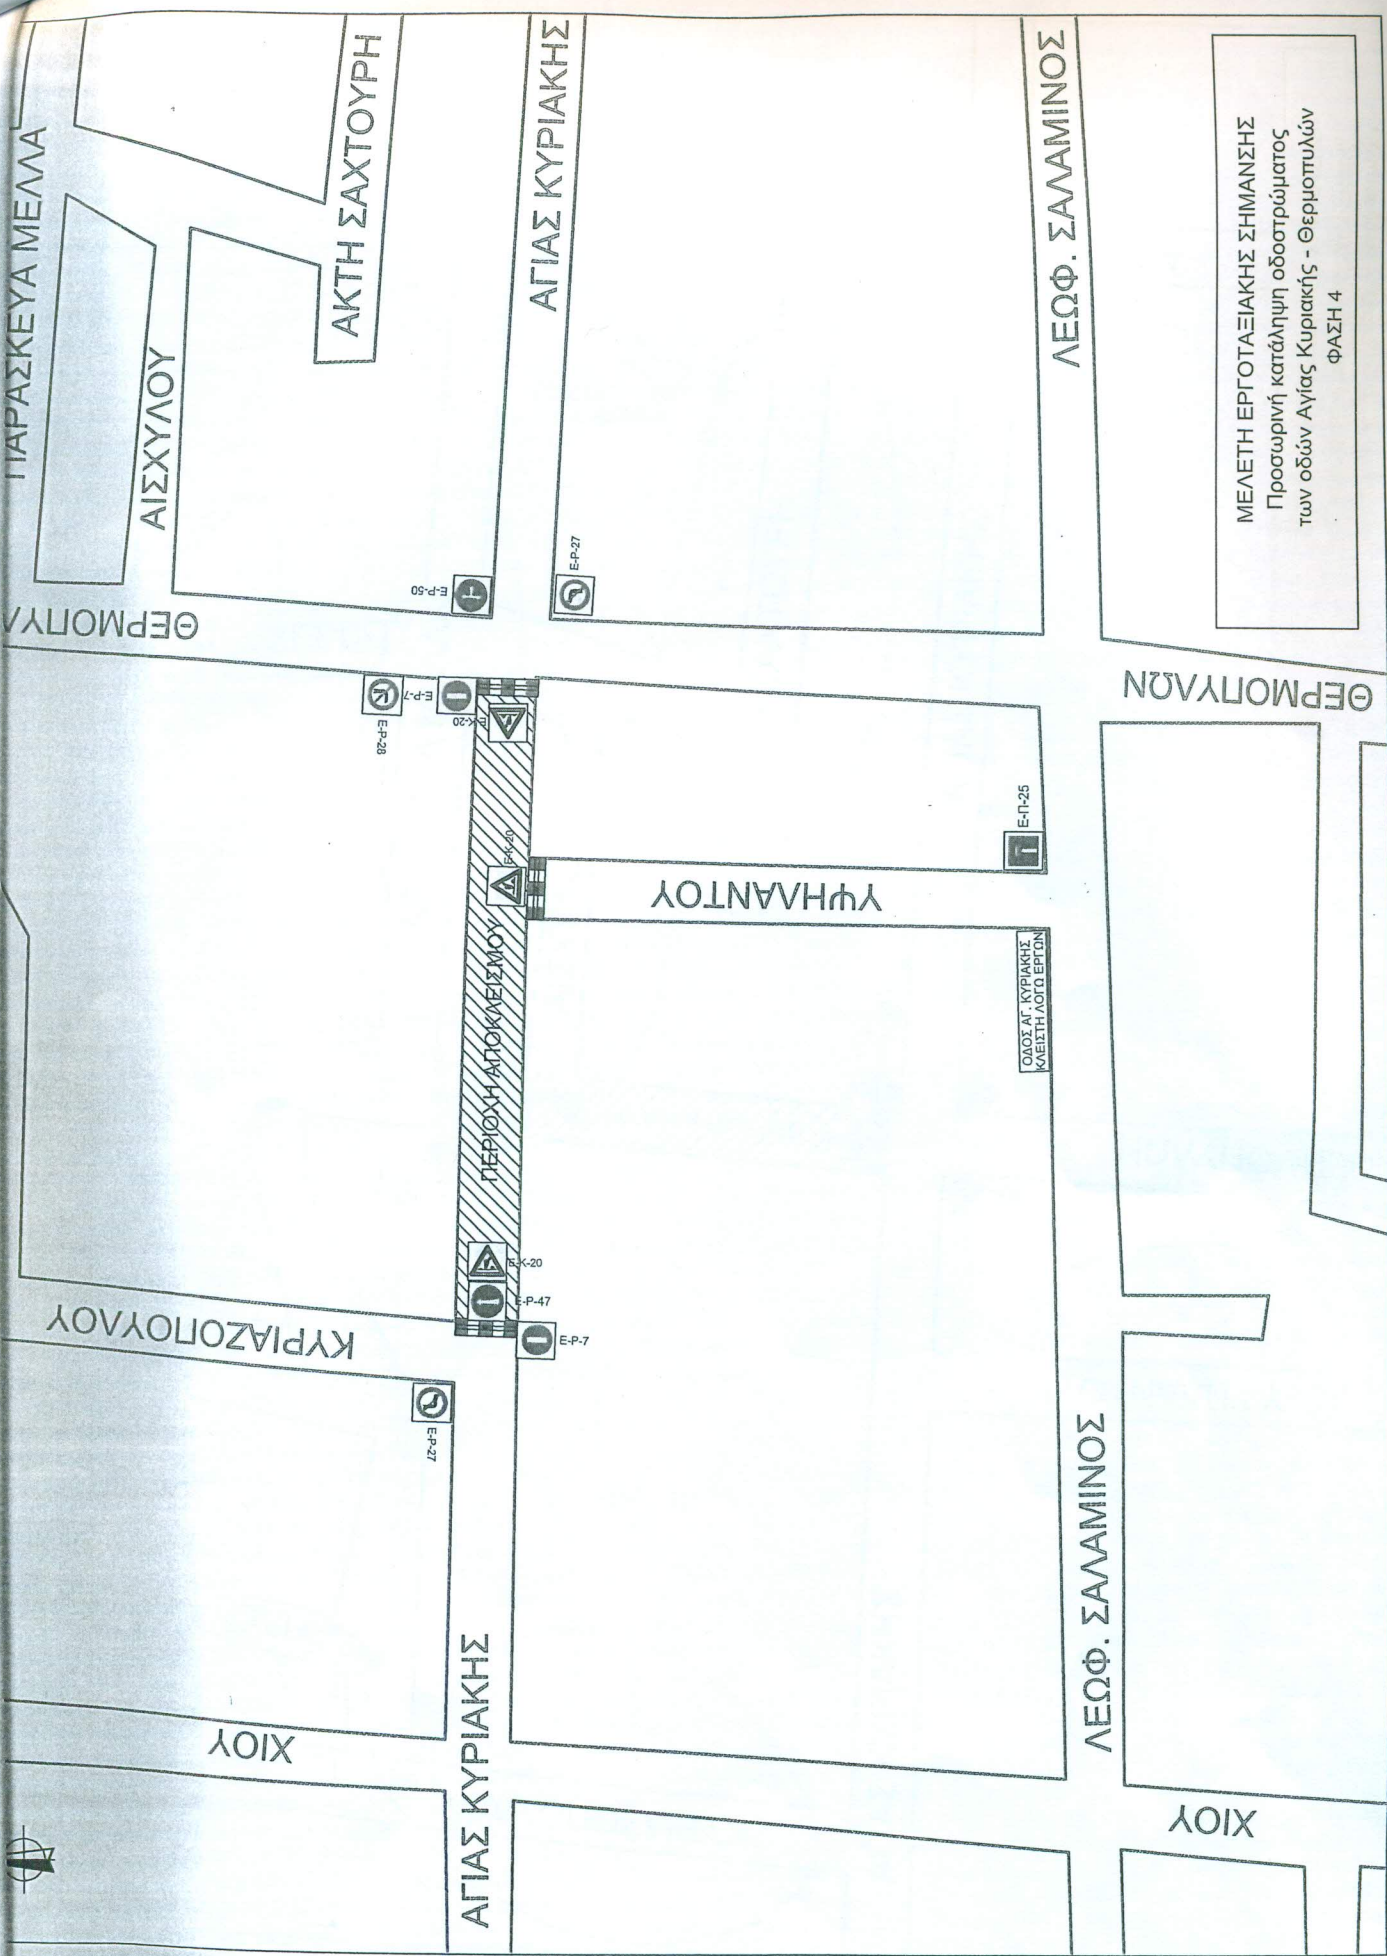 ΠΑΡΑΣΚΕΥΑ ΜΕΛΛΑ
ΑΙΣΧΥΛΟΥ
ΑΚΤΗ ΣΑΧΤΟΥΡΗ
ΑΓΙΑΣ ΚΥΡΙΑΚΗΣ
ΛΕΩΦ. ΣΑΛΑΜΙΝΟΣ
ΜΕΛΕΤΗ ΕΡΓΟΤΑΞΙΑΚΗΣ ΣΗΜΑΝΣΗΣ
Προσωρινή κατάληψη οδοστρώματος
των οδών Αγίας Κυριακής - Θερμοπυλών
ΦΑΣΗ 4
ΘΕΡΜΟΠΥΛ
E-P-50
E-P-27
E-P-28
E-P-7
E-K-20
ΘΕΡΜΟΠΥΛΩΝ
E-K-20
ΥΨΗΛΑΝΤΟΥ
Ε-Π-25
ΠΕΡΙΟΧΗ ΑΠΟΚΛΕΙΣΜΟΥ
ΟΔΟΣ ΑΓ. ΚΥΡΙΑΚΗΣ
ΚΛΕΙΣΤΗ ΛΟΓΩ ΕΡΓΩΝ
E-K-20
E-P-47
E-P-7
ΚΥΡΙΑΖΟΠΟΥΛΟΥ
E-P-27
ΧΙΟΥ
ΑΓΙΑΣ ΚΥΡΙΑΚΗΣ
ΛΕΩΦ. ΣΑΛΑΜΙΝΟΣ
ΧΙΟΥ